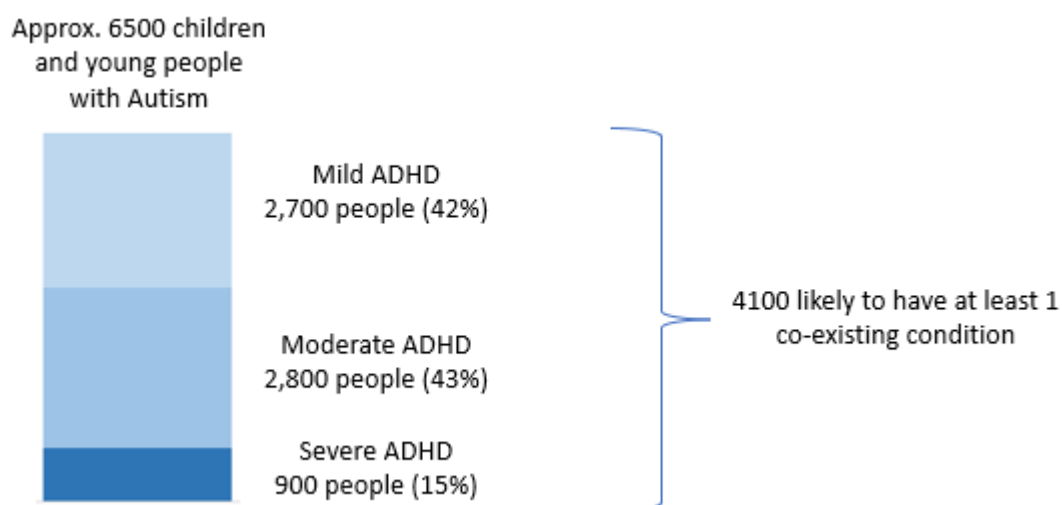 Approx. 6500 children
and young people
with Autism
Mild ADHD
2,700 people (42%)
Moderate ADHD
2,800 people (43%)
Severe ADHD
900 people (15%)
4100 likely to have at least 1
co-existing condition